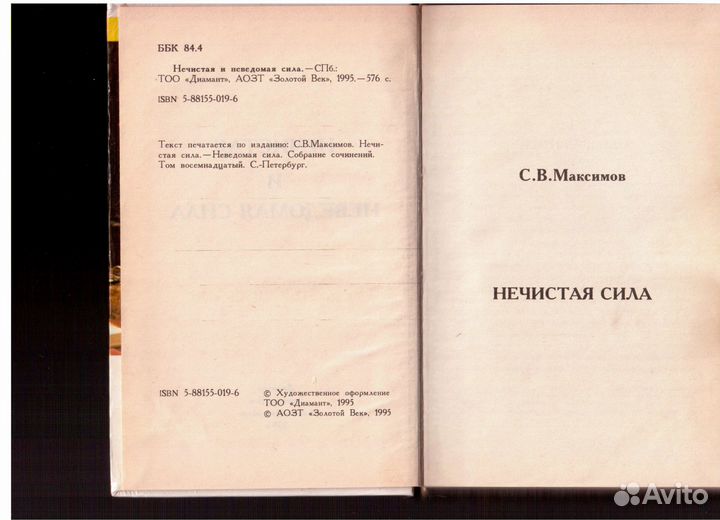 ББК 84.4
Нечистая и неведомая сила.—СПб.:
ТОО «Диамант», АОЗТ «Золотой Век», 1995.—576 с.
ISBN 5-88155-019-6
Текст печатается по изданию: С.В.Максимов. Нечи-
стая сила.—Неведомая сила. Собрание сочинений.
Том восемнадцатый. С.-Петербург.
И
НЕВЕДОМАЯ СИЛА
ISBN 5-88155-019-6
© Художественное оформление
ТОО «Диамант», 1995
© АОЗТ «Золотой Век», 1995
С.В.Максимов
НЕЧИСТАЯ СИЛА
Avito